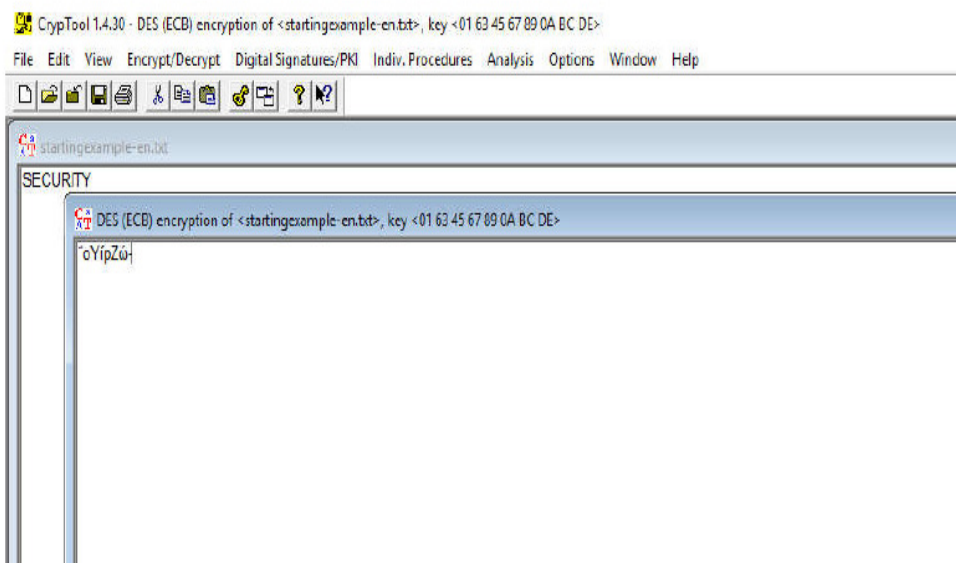 CrypTool 1.4.30 - DES (ECB) encryption of <startingexample-en.txt>, key <01 63 45 67 89 0A BC DE>
File Edit View Encrypt/Decrypt Digital Signatures/PKI Indiv. Procedures Analysis Options Window Help
startingexample-en.txt
SECURITY
DES (ECB) encryption of <startingexample-en.txt>, key <01 63 45 67 89 0A BC DE>